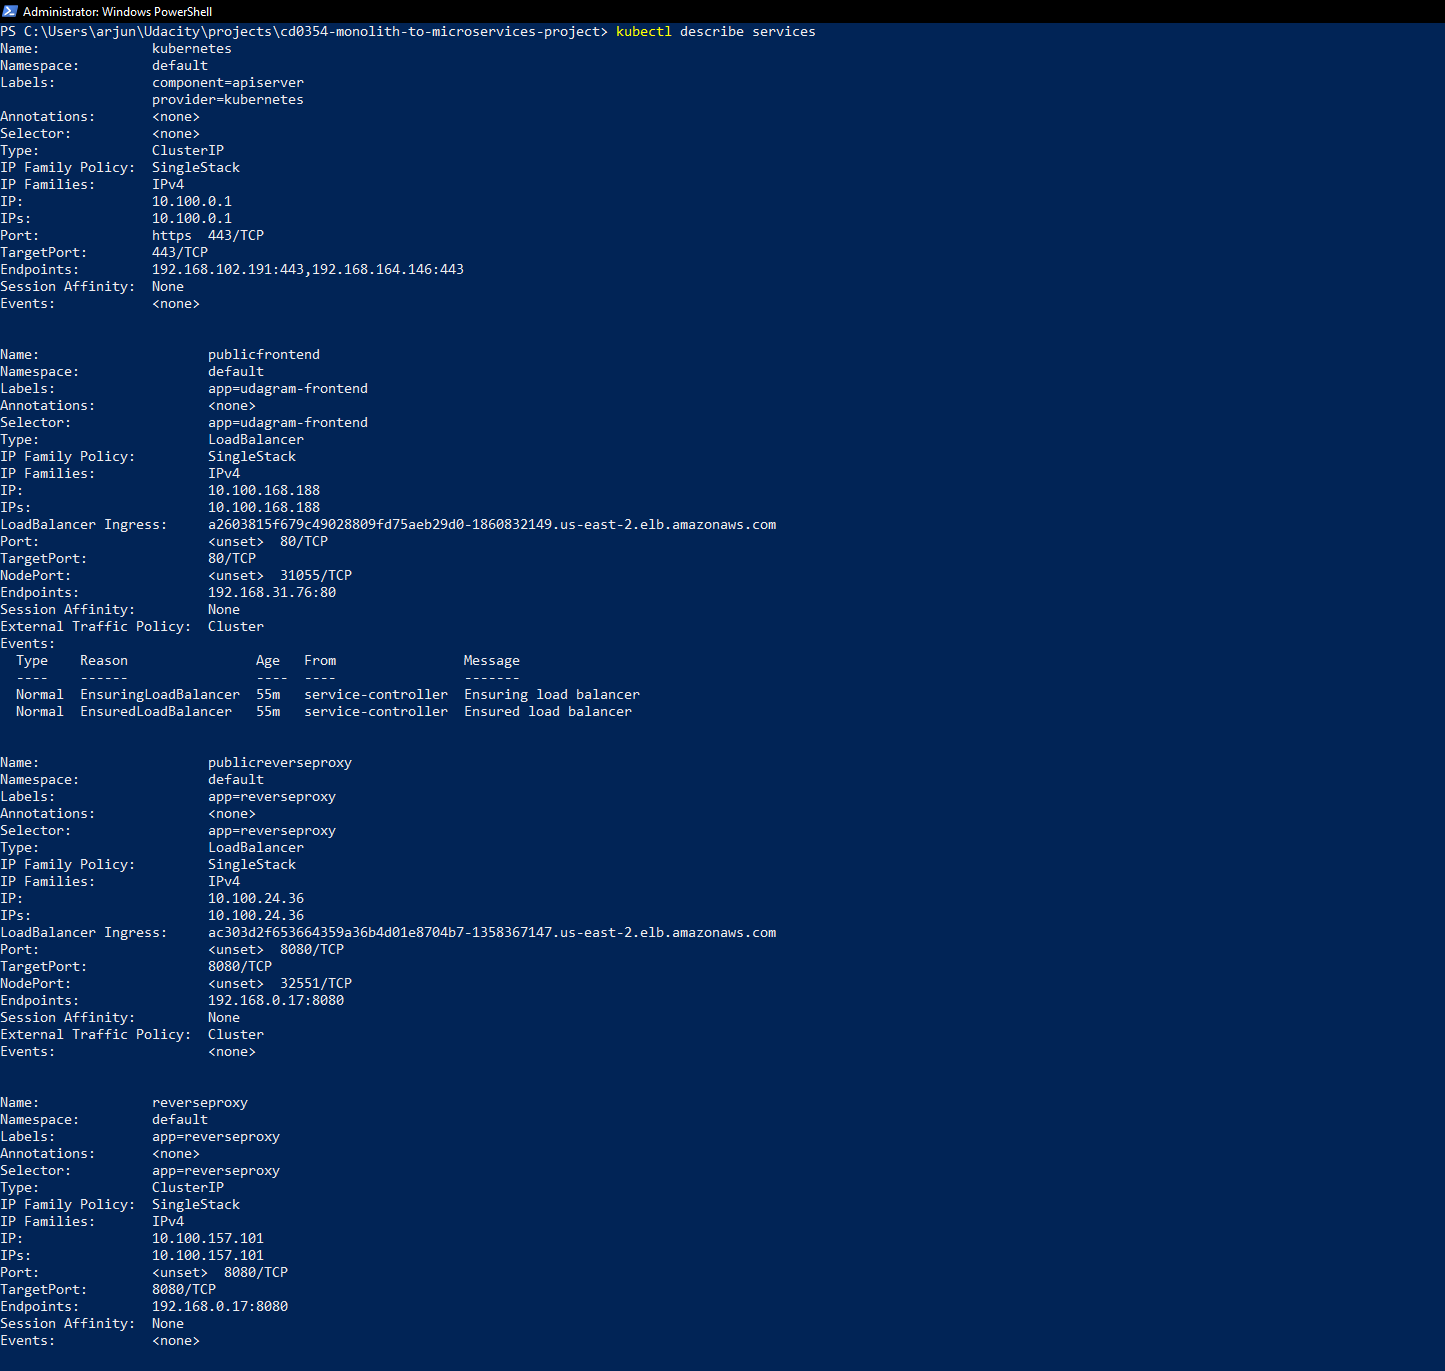 Administrator: Windows PowerShell
PS C:\Users\arjun\Udacity\projects\cd0354-monolith-to-microservices-project> kubectl describe services
Name:              kubernetes
Namespace:         default
Labels:            component=apiserver
                   provider=kubernetes
Annotations:       <none>
Selector:          <none>
Type:              ClusterIP
IP Family Policy:  SingleStack
IP Families:       IPv4
IP:                10.100.0.1
IPs:               10.100.0.1
Port:              https  443/TCP
TargetPort:        443/TCP
Endpoints:         192.168.102.191:443,192.168.164.146:443
Session Affinity:  None
Events:            <none>

Name:                     publicfrontend
Namespace:                default
Labels:                   app=udagram-frontend
Annotations:              <none>
Selector:                 app=udagram-frontend
Type:                     LoadBalancer
IP Family Policy:         SingleStack
IP Families:              IPv4
IP:                       10.100.168.188
IPs:                      10.100.168.188
LoadBalancer Ingress:     a2603815f679c49028809fd75aeb29d0-1860832149.us-east-2.elb.amazonaws.com
Port:                     <unset>  80/TCP
TargetPort:               80/TCP
NodePort:                 <unset>  31055/TCP
Endpoints:                192.168.31.76:80
Session Affinity:         None
External Traffic Policy:  Cluster
Events:
  Type    Reason                Age   From                Message
  ----    ------                ----  ----                -------
  Normal  EnsuringLoadBalancer  55m   service-controller  Ensuring load balancer
  Normal  EnsuredLoadBalancer   55m   service-controller  Ensured load balancer

Name:                     publicreverseproxy
Namespace:                default
Labels:                   app=reverseproxy
Annotations:              <none>
Selector:                 app=reverseproxy
Type:                     LoadBalancer
IP Family Policy:         SingleStack
IP Families:              IPv4
IP:                       10.100.24.36
IPs:                      10.100.24.36
LoadBalancer Ingress:     ac303d2f653664359a36b4d01e8704b7-1358367147.us-east-2.elb.amazonaws.com
Port:                     <unset>  8080/TCP
TargetPort:               8080/TCP
NodePort:                 <unset>  32551/TCP
Endpoints:                192.168.0.17:8080
Session Affinity:         None
External Traffic Policy:  Cluster
Events:                   <none>

Name:              reverseproxy
Namespace:         default
Labels:            app=reverseproxy
Annotations:       <none>
Selector:          app=reverseproxy
Type:              ClusterIP
IP Family Policy:  SingleStack
IP Families:       IPv4
IP:                10.100.157.101
IPs:               10.100.157.101
Port:              <unset>  8080/TCP
TargetPort:        8080/TCP
Endpoints:         192.168.0.17:8080
Session Affinity:  None
Events:            <none>